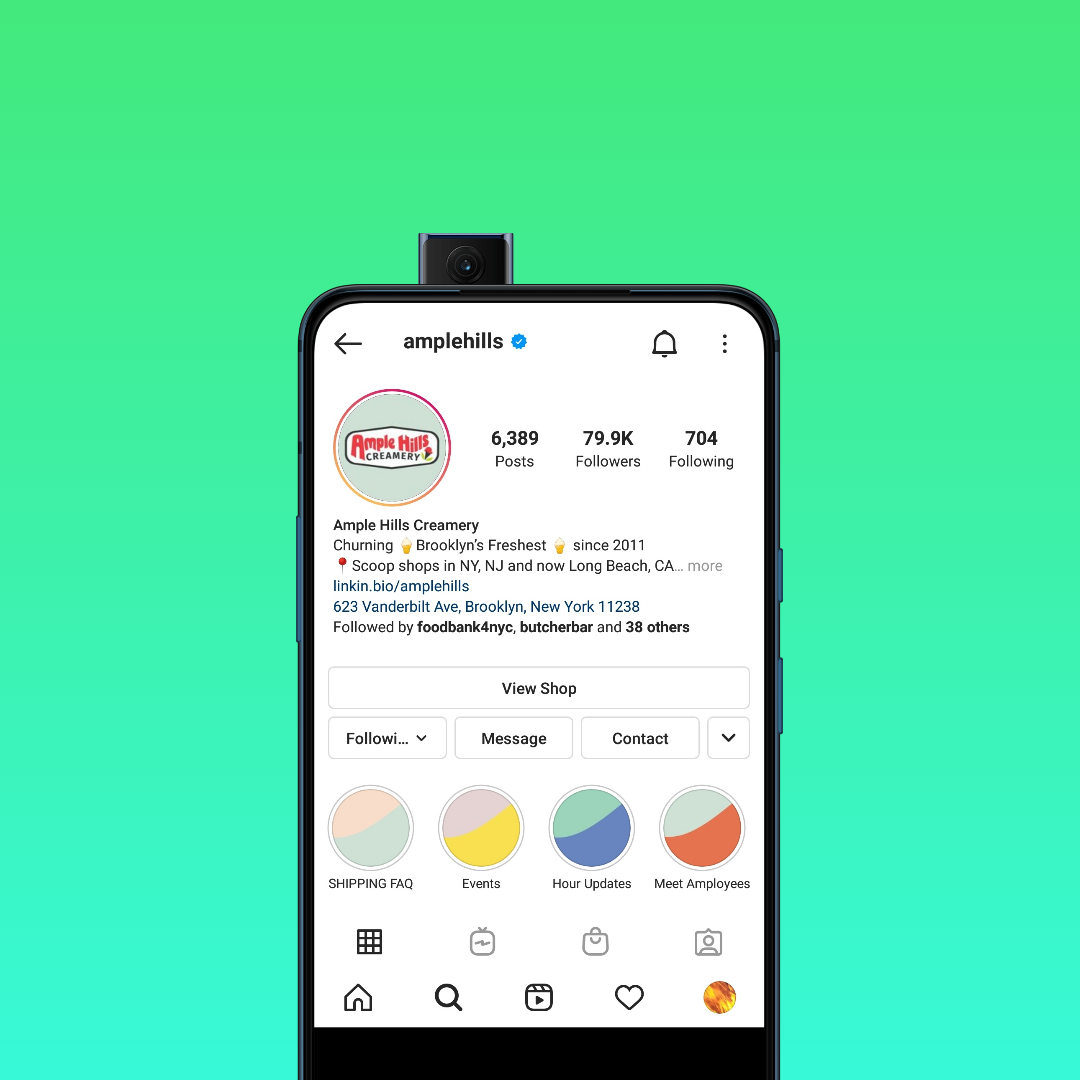 amplehills
Ample Hills
CREAMERY
6,389 79.9K 704
Posts Followers Following
Ample Hills Creamery
Churning 🍦Brooklyn’s Freshest 🍦 since 2011
📍Scoop shops in NY, NJ and now Long Beach, CA... more
linkin.bio/amplehills
623 Vanderbilt Ave, Brooklyn, New York 11238
Followed by foodbank4nyc, butcherbar and 38 others
View Shop
Followi... Message Contact
SHIPPING FAQ Events Hour Updates Meet Amployees